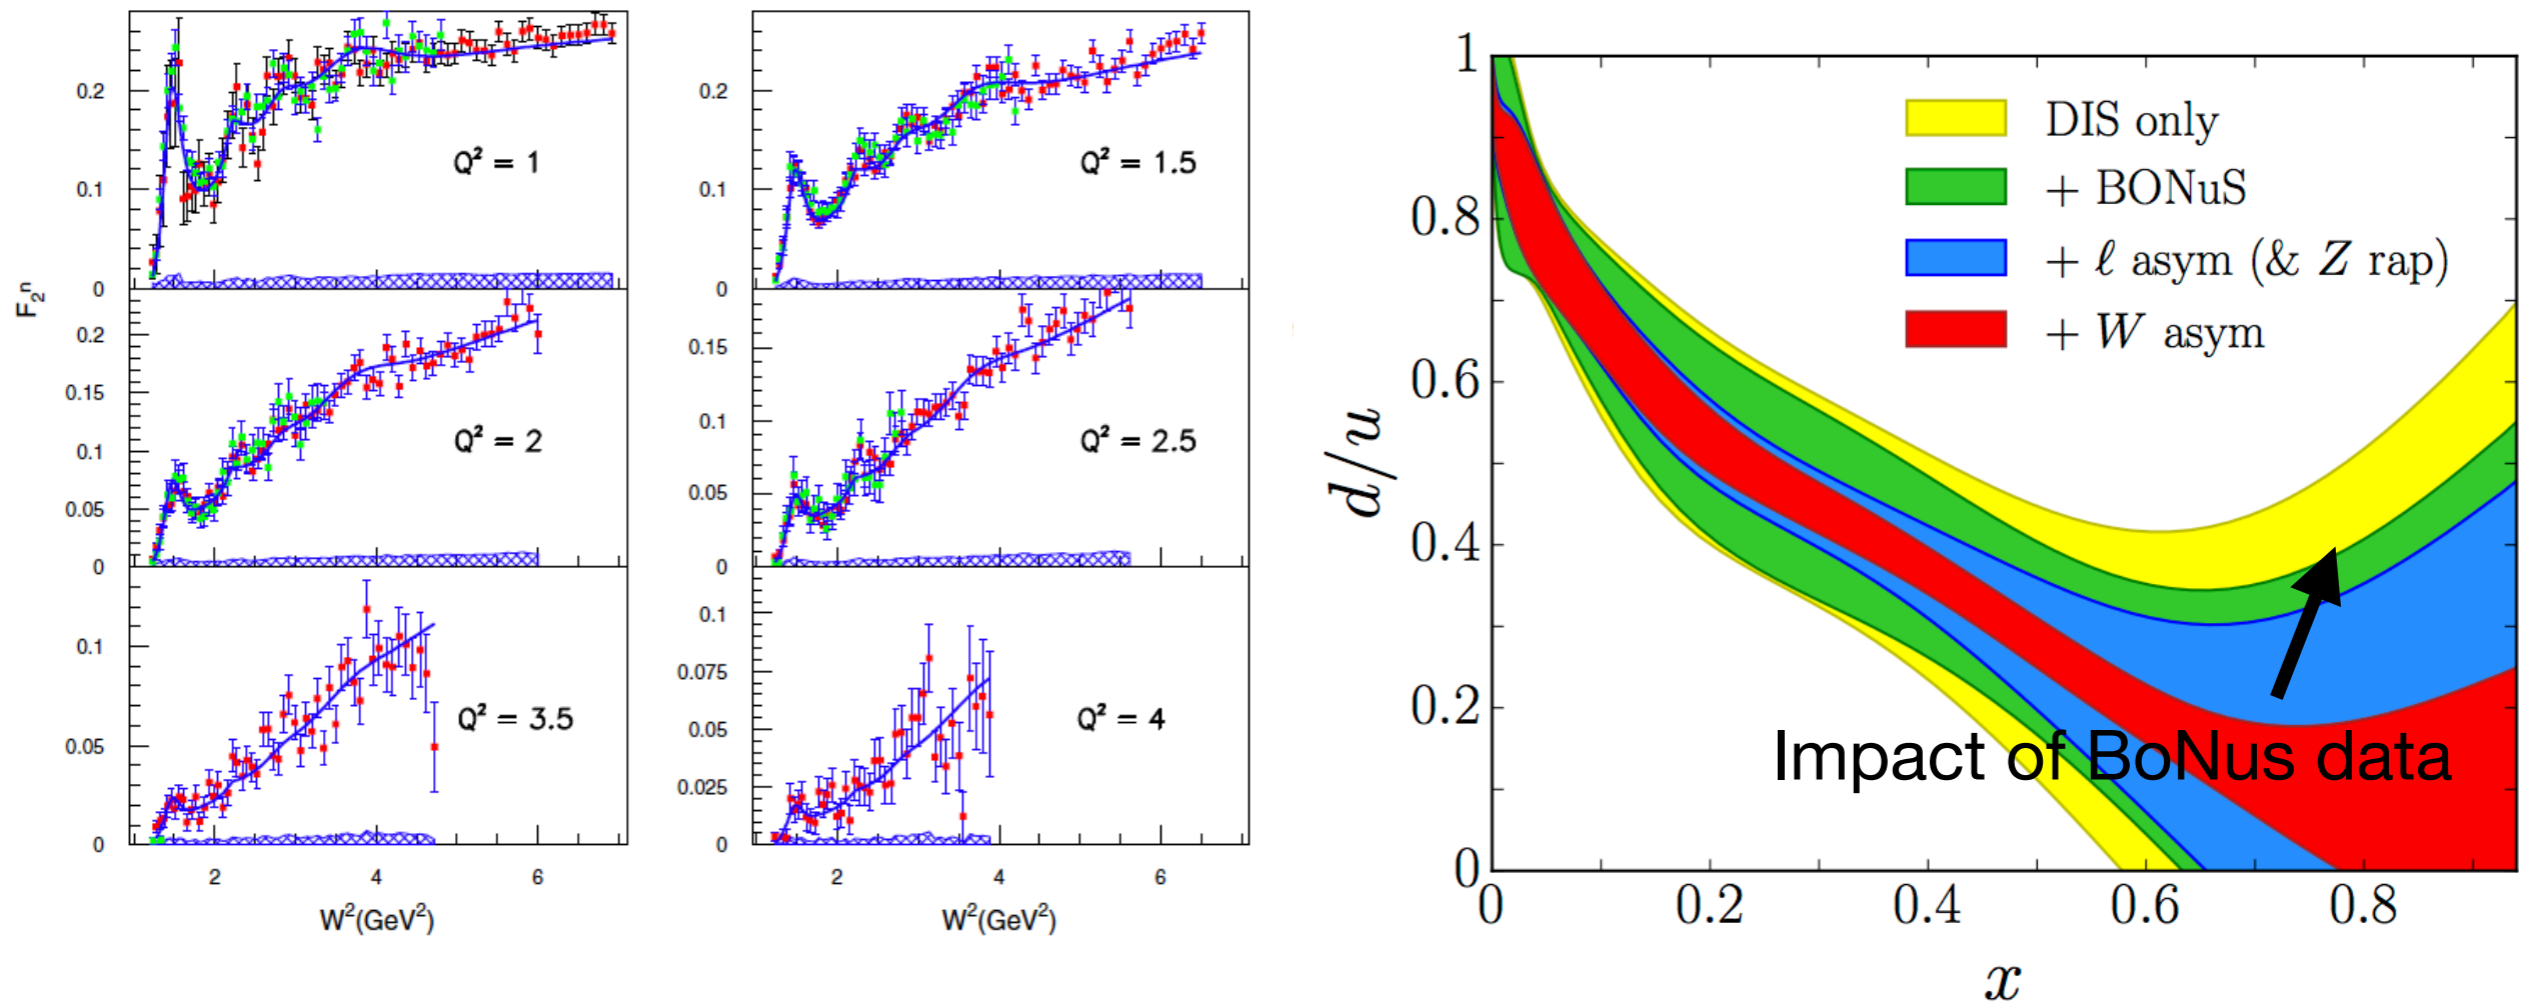 F₂ⁿ
0.2
0.1
0
Q² = 1
0.2
0.1
0
Q² = 1.5
0.2
0.15
0.1
0.05
0
Q² = 2
0.15
0.1
0.05
0
Q² = 2.5
0.1
0.05
0
Q² = 3.5
0.1
0.075
0.05
0.025
0
Q² = 4
2 4 6
W²(GeV²)
2 4 6
W²(GeV²)
d/u
1
0.8
0.6
0.4
0.2
0
DIS only
+ BONuS
+ ℓ asym (& Z rap)
+ W asym
Impact of BoNus data
0 0.2 0.4 0.6 0.8
x